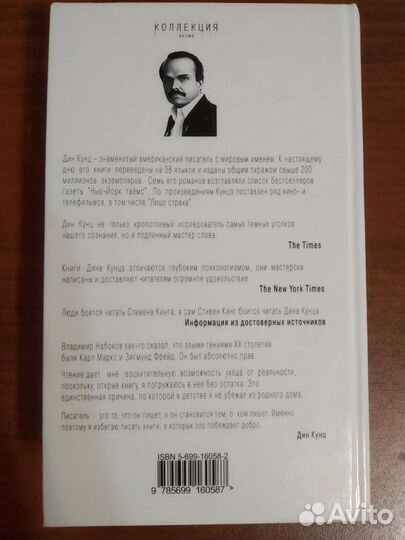 КОЛЛЕКЦИЯ
ЭКСМО
Дин Кунц - знаменитый американский писатель с мировым именем. К настоящему
дню его книги переведены на 38 языков и изданы общим тиражом свыше 200
миллионов экземпляров. Семь его романов возглавляли список бестселлеров
газеты "Нью-Йорк таймс". По произведениям Кунца поставлен ряд кино- и
телефильмов, в том числе "Лицо страха".
Дин Кунц не только кропотливый исследователь самых темных уголков
нашего сознания, но и подлинный мастер слова.
The Times
Книги Дина Кунца отличаются глубоким психологизмом, они мастерски
написаны и доставляют читателям огромное удовольствие.
The New York Times
Люди боятся читать Стивена Кинга, а сам Стивен Кинг боится читать Дина Кунца.
Информация из достоверных источников
Владимир Набоков как-то сказал, что злыми гениями XX столетия
были Карл Маркс и Зигмунд Фрейд. Он был абсолютно прав.
Чтение дает мне восхитительную возможность ухода от реальности,
поскольку, открыв книгу, я погружаюсь в нее без остатка. Это
единственная причина, по которой в детстве я не убежал из родного дома.
Писатель - это то, что он пишет, и он становится тем, о ком пишет. Именно
поэтому я избегаю писать книги, в которых зло побеждает добро.
Дин Кунц
ISBN 5-699-16058-2
9 785699 160587 >
Avito